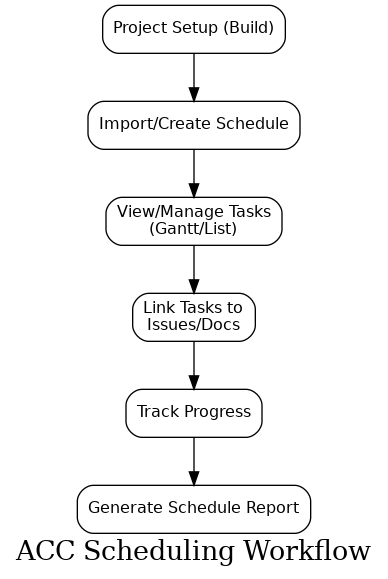 Project Setup (Build)
Import/Create Schedule
View/Manage Tasks
(Gantt/List)
Link Tasks to
Issues/Docs
Track Progress
Generate Schedule Report
ACC Scheduling Workflow